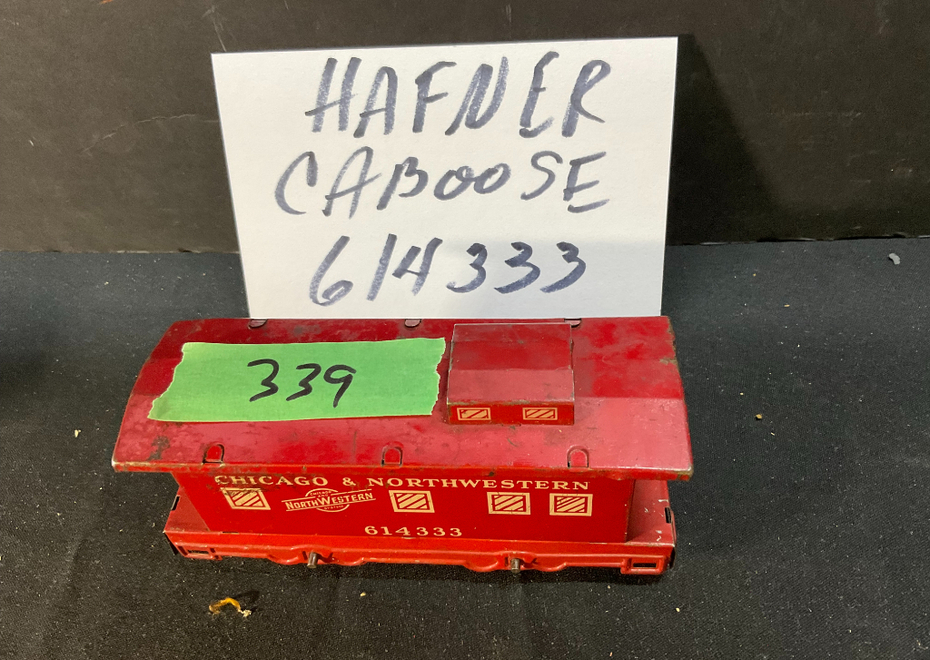 HAFNER
CABOOSE
614333
339
CHICAGO & NORTHWESTERN
NORTHWESTERN
614333